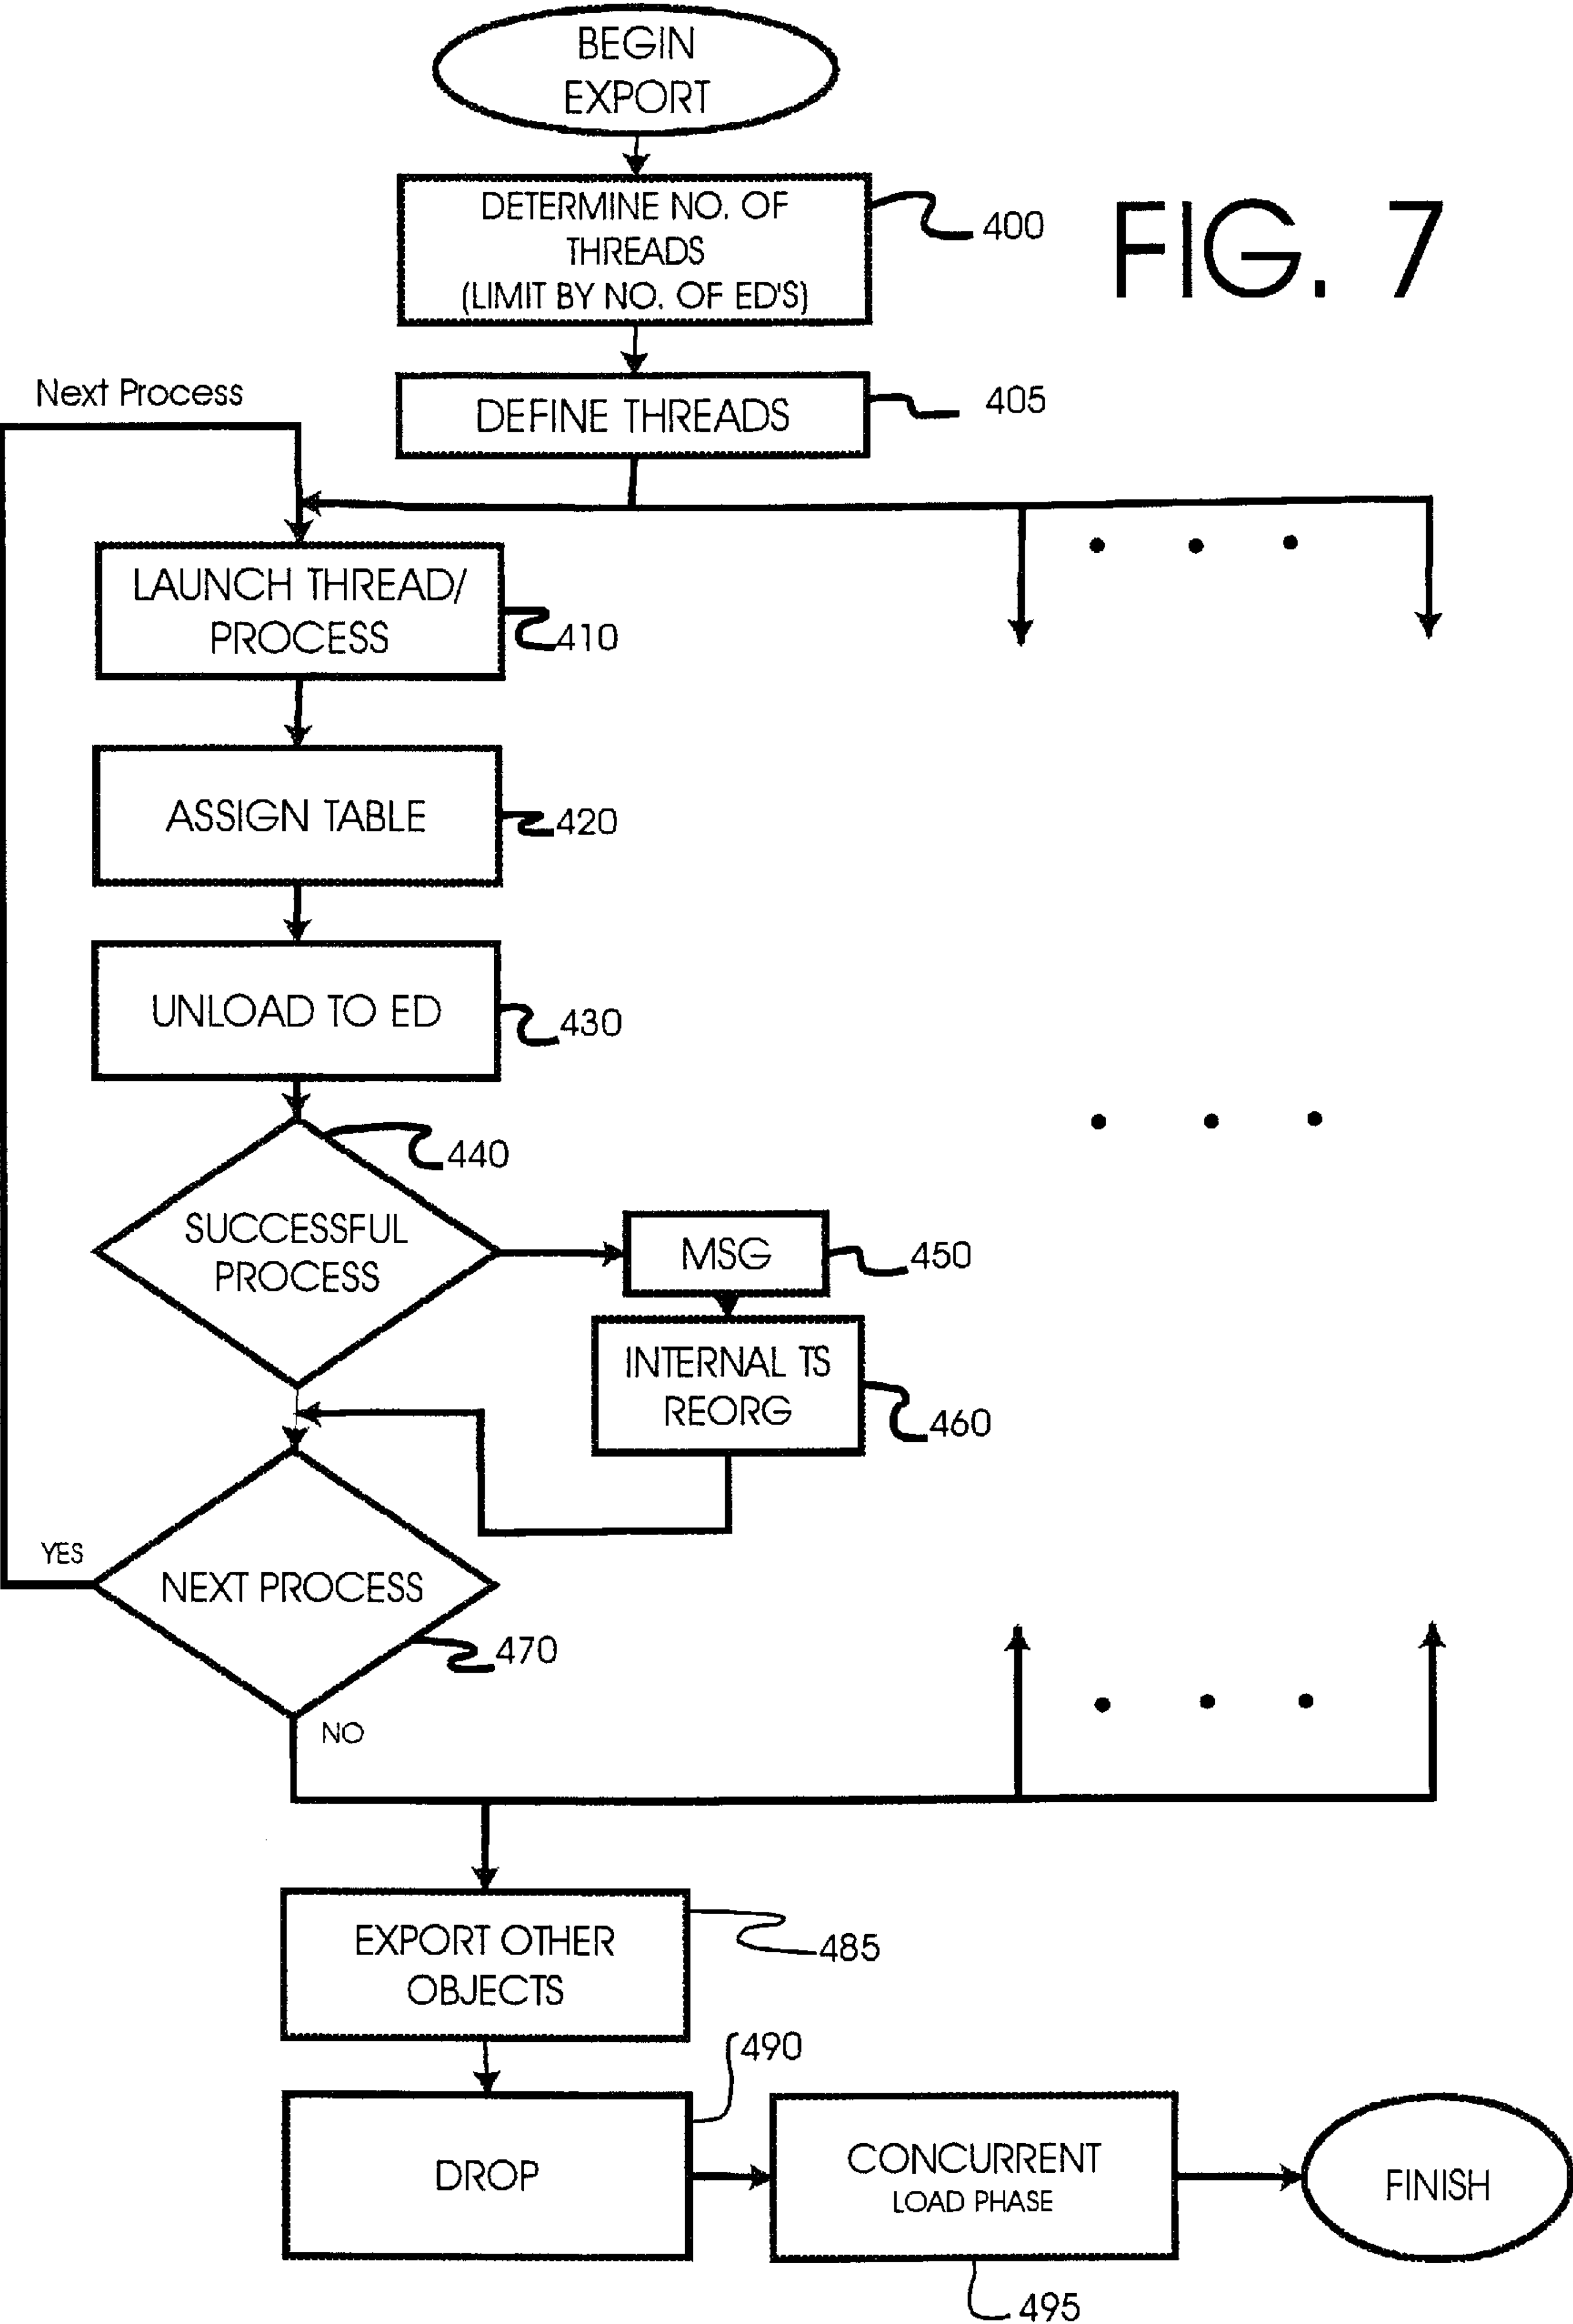 BEGIN
EXPORT
DETERMINE NO. OF
THREADS
(LIMIT BY NO. OF ED'S)
400
FIG. 7
Next Process
DEFINE THREADS
405
LAUNCH THREAD/
PROCESS
410
ASSIGN TABLE
420
UNLOAD TO ED
430
440
SUCCESSFUL
PROCESS
MSG
450
INTERNAL TS
REORG
460
YES
NEXT PROCESS
470
NO
EXPORT OTHER
OBJECTS
485
490
DROP
CONCURRENT
LOAD PHASE
FINISH
495